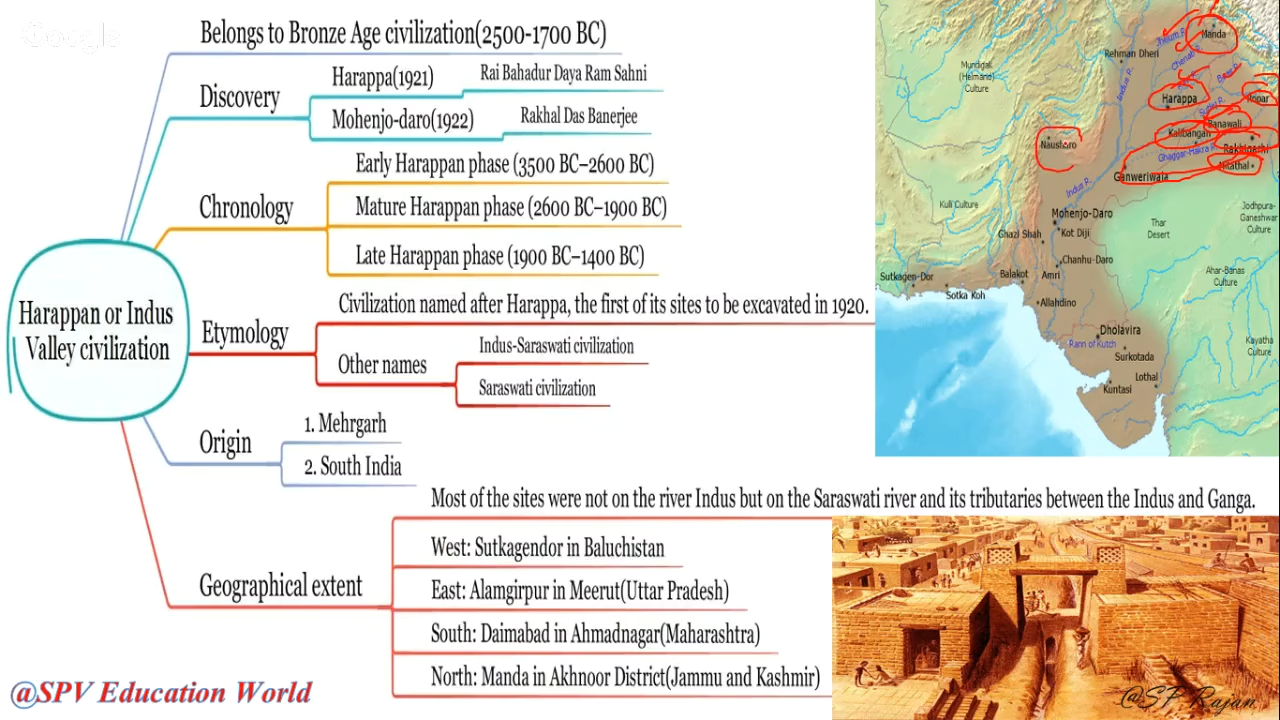 Google
Belongs to Bronze Age civilization(2500-1700 BC)
Discovery
Harappa(1921)
Rai Bahadur Daya Ram Sahni
Mohenjo-daro(1922)
Rakhal Das Banerjee
Chronology
Early Harappan phase (3500 BC–2600 BC)
Mature Harappan phase (2600 BC–1900 BC)
Late Harappan phase (1900 BC–1400 BC)
Harappan or Indus
Valley civilization
Etymology
Civilization named after Harappa, the first of its sites to be excavated in 1920.
Other names
Indus-Saraswati civilization
Saraswati civilization
Origin
1. Mehrgarh
2. South India
Geographical extent
Most of the sites were not on the river Indus but on the Saraswati river and its tributaries between the Indus and Ganga.
West: Sutkagendor in Baluchistan
East: Alamgirpur in Meerut(Uttar Pradesh)
South: Daimabad in Ahmadnagar(Maharashtra)
North: Manda in Akhnoor District(Jammu and Kashmir)
@SPV Education World
Manda
Jhelum R.
Rehman Dheri
Chenab R.
Mundigak
(Helmand)
Culture
Indus R.
Harappa
Ropar
Banawali
Kalibangan
Rakhigarhi
Nausharo
Ghaggar-Hakra R.
Mitathal
Ganweriwala
Indus R.
Kulli Culture
Mohenjo-Daro
Kot Diji
Ghazi Shah
Thar
Desert
Jodhpura-
Ganeshwar
Culture
Chanhu-Daro
Sutkagen-Dor
Balakot
Amri
Ahar-Banas
Culture
Sotka Koh
Allahdino
Dholavira
Rann of Kutch
Surkotada
Kayatha
Culture
Lothal
Kuntasi
@SP Rajan